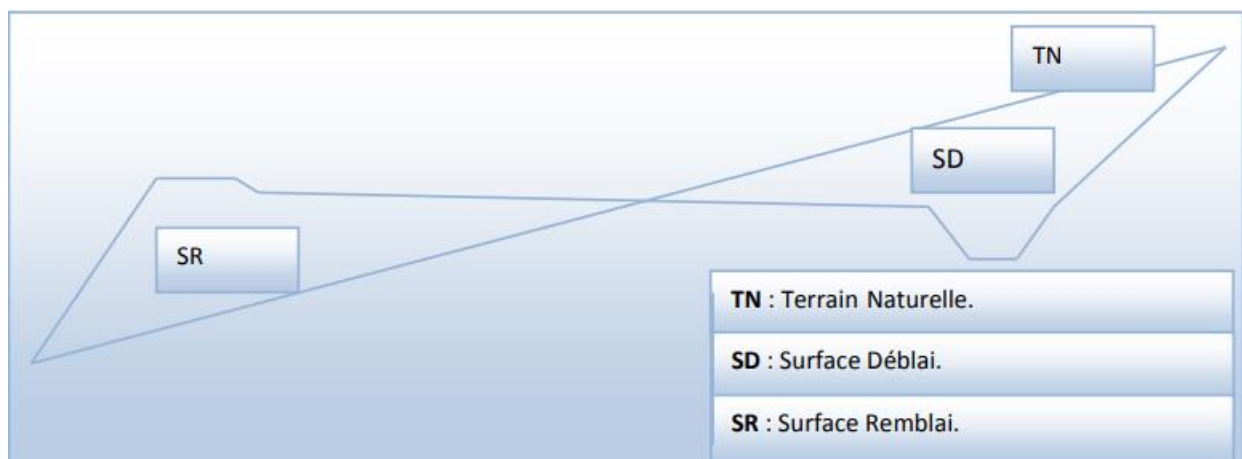 TN
SD
SR
TN : Terrain Naturelle.
SD : Surface Déblai.
SR : Surface Remblai.